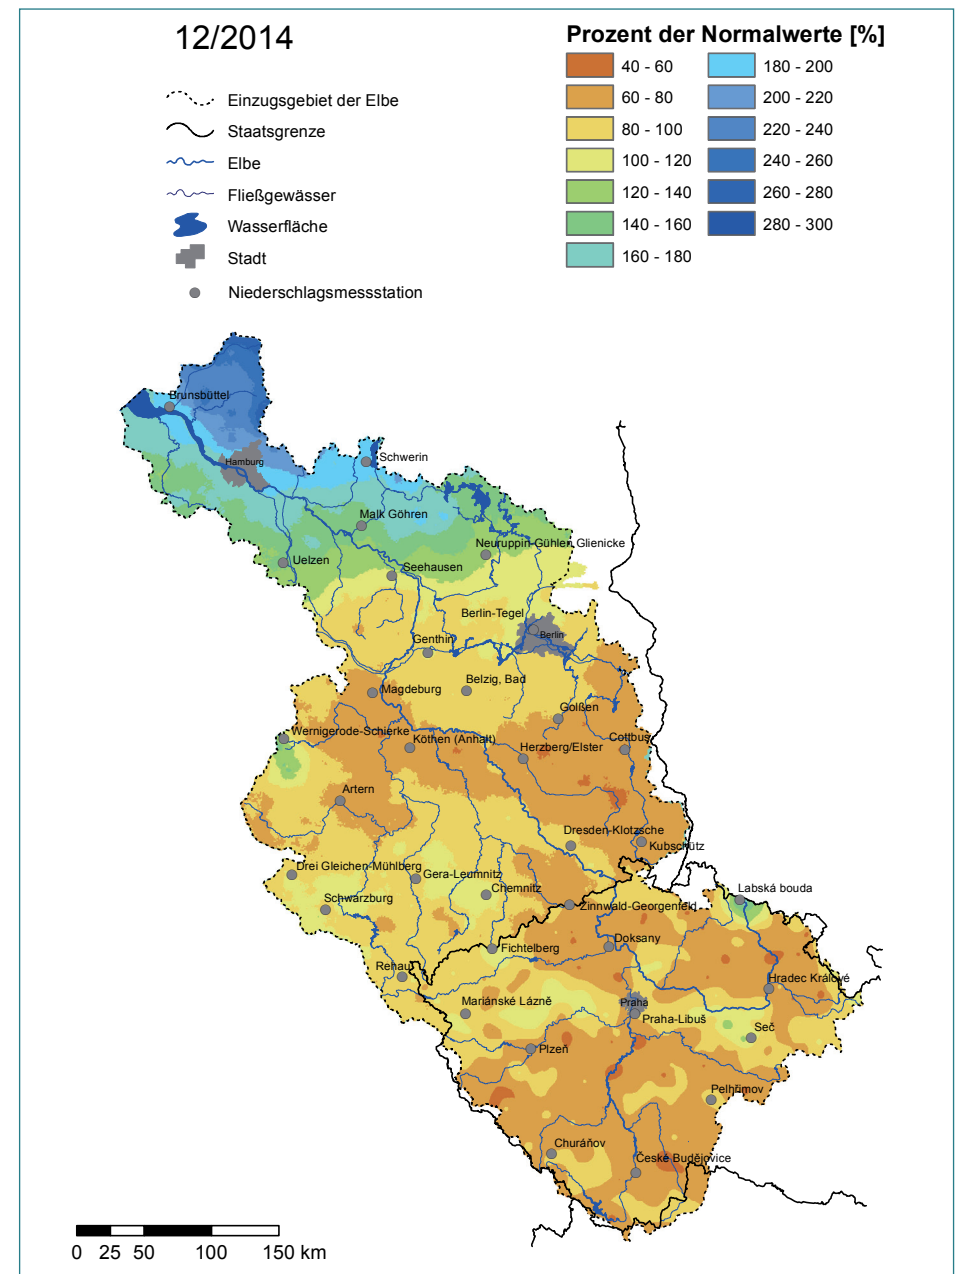 12/2014
Prozent der Normalwerte [%]
Einzugsgebiet der Elbe
Staatsgrenze
Elbe
Fließgewässer
Wasserfläche
Stadt
Niederschlagsmessstation
40 - 60
60 - 80
80 - 100
100 - 120
120 - 140
140 - 160
160 - 180
180 - 200
200 - 220
220 - 240
240 - 260
260 - 280
280 - 300
Brunsbüttel
Hamburg
Schwerin
Malk Göhren
Neuruppin-Gühlen Glienicke
Uelzen
Seehausen
Berlin-Tegel
Berlin
Genthin
Belzig, Bad
Magdeburg
Golßen
Wernigerode-Schierke
Köthen (Anhalt)
Cottbus
Herzberg/Elster
Artern
Dresden-Klotzsche
Kubschütz
Drei Gleichen-Mühlberg
Gera-Leumnitz
Chemnitz
Labská bouda
Schwarzburg
Zinnwald-Georgenfeld
Doksany
Fichtelberg
Rehau
Hradec Králové
Mariánské Lázně
Praha
Praha-Libuš
Seč
Plzeň
Pelhřimov
Churáňov
České Budějovice
0 25 50 100 150 km